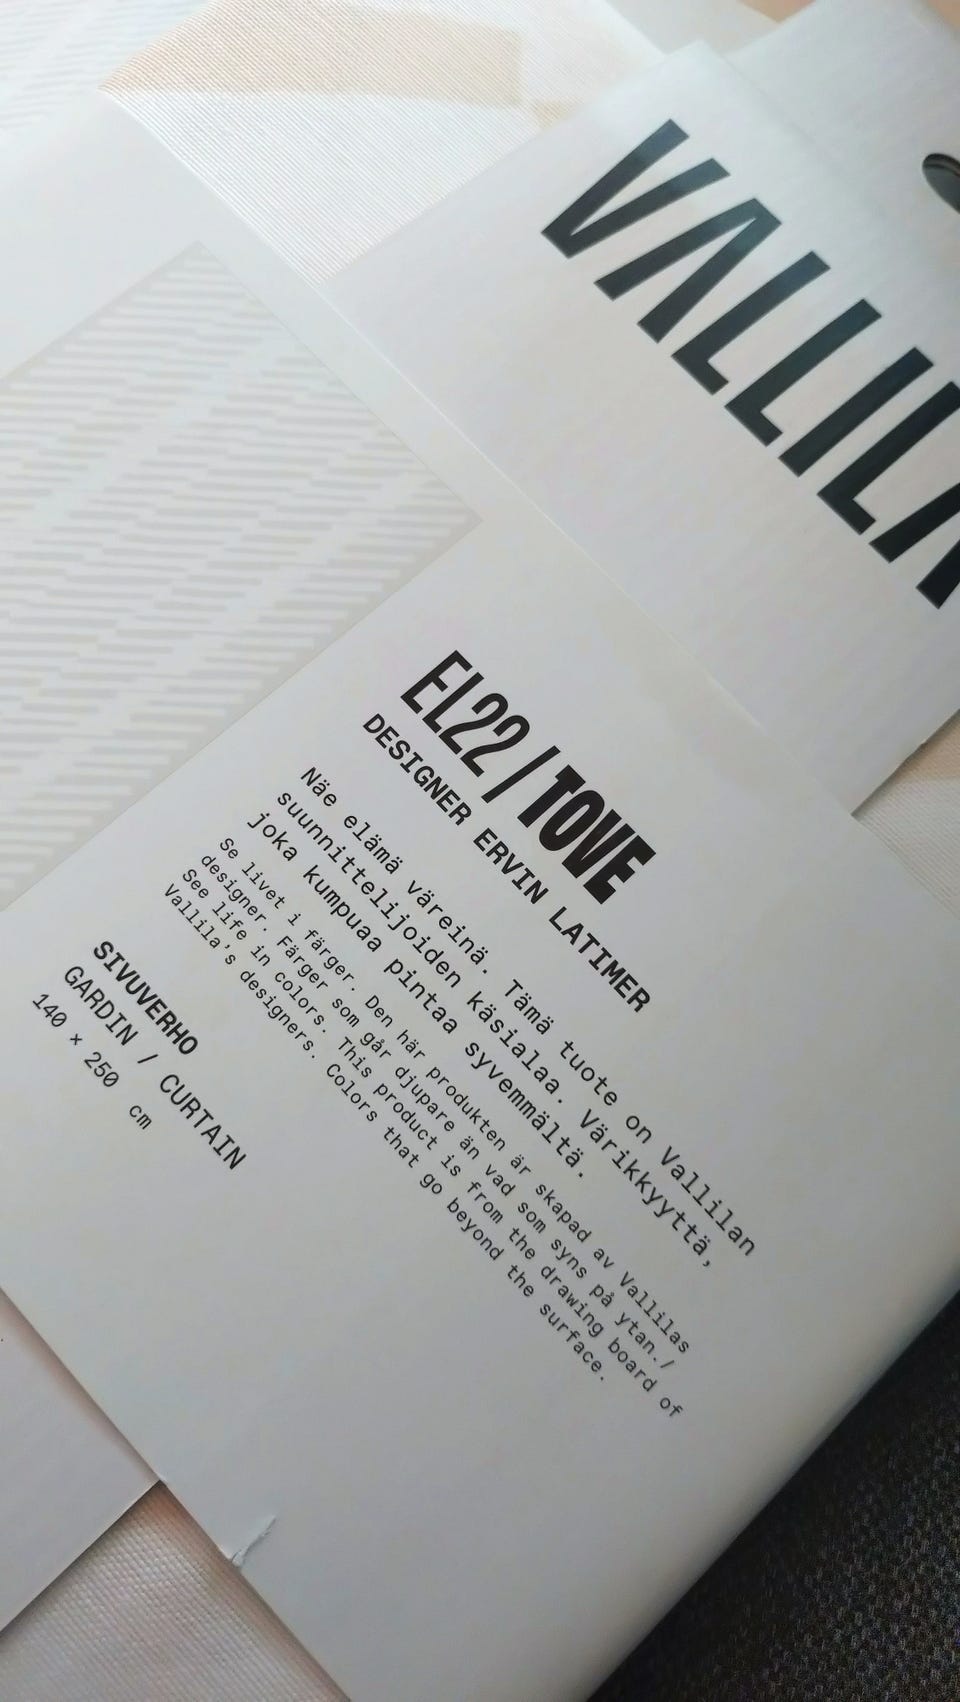 VALLILA
EL22 / TOVE
DESIGNER ERVIN LATIMER
Näe elämä väreinä. Tämä tuote on Vallilan
suunnittelijoiden käsialaa. Värikkyyttä,
joka kumpuaa pintaa syvemmältä.
Se livet i färger. Den här produkten är skapad av Vallilas
designer. Färger som går djupare än vad som syns på ytan./
See life in colors. This product is from the drawing board of
Vallila's designers. Colors that go beyond the surface.
SIVUVERHO
GARDIN / CURTAIN
140 × 250 cm